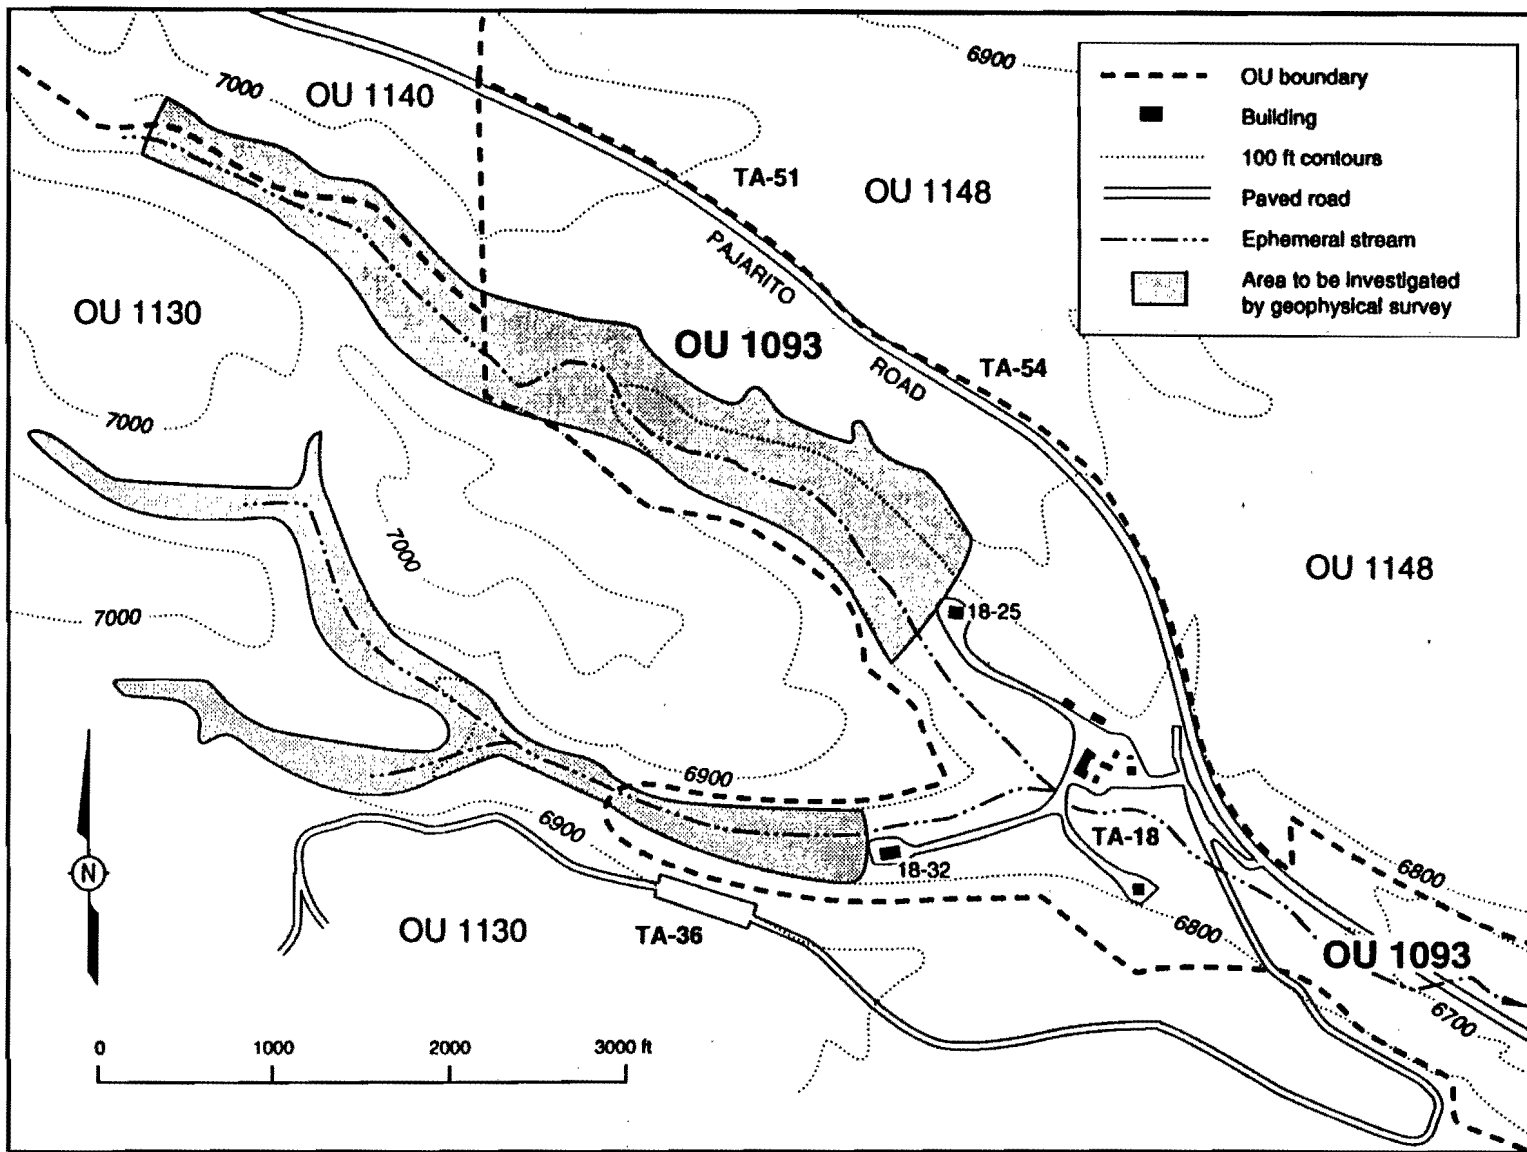 6900
7000
OU 1140
OU boundary
Building
100 ft contours
Paved road
Ephemeral stream
Area to be investigated
by geophysical survey
TA-51
OU 1148
PAJARITO
ROAD
OU 1130
OU 1093
TA-54
7000
7000
OU 1148
7000
18-25
6900
6900
TA-18
18-32
6800
6800
OU 1130
TA-36
OU 1093
6700
N
0
1000
2000
3000 ft